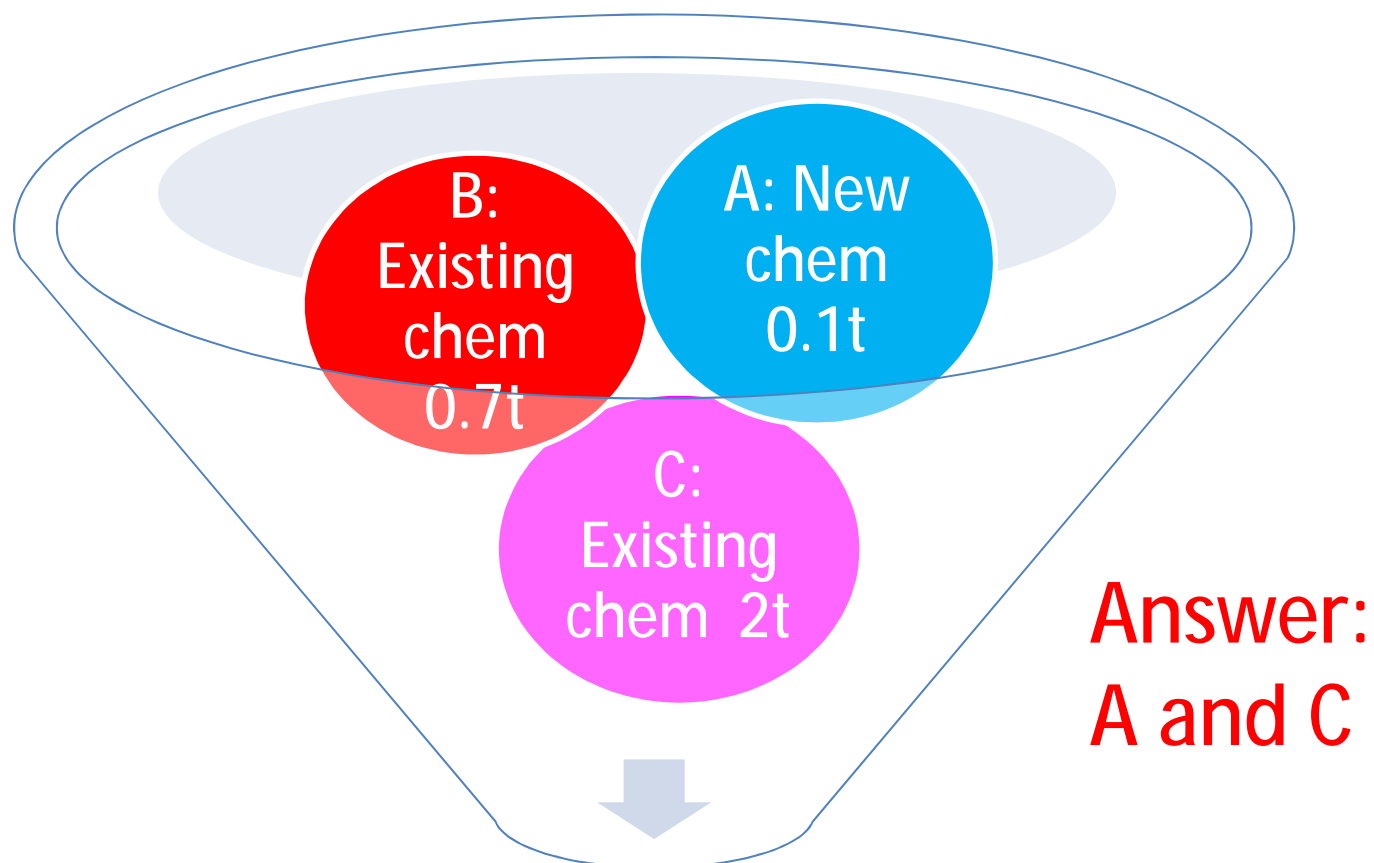 B:
Existing
chem
0.7t
A: New
chem
0.1t
C:
Existing
chem 2t
Answer:
A and C